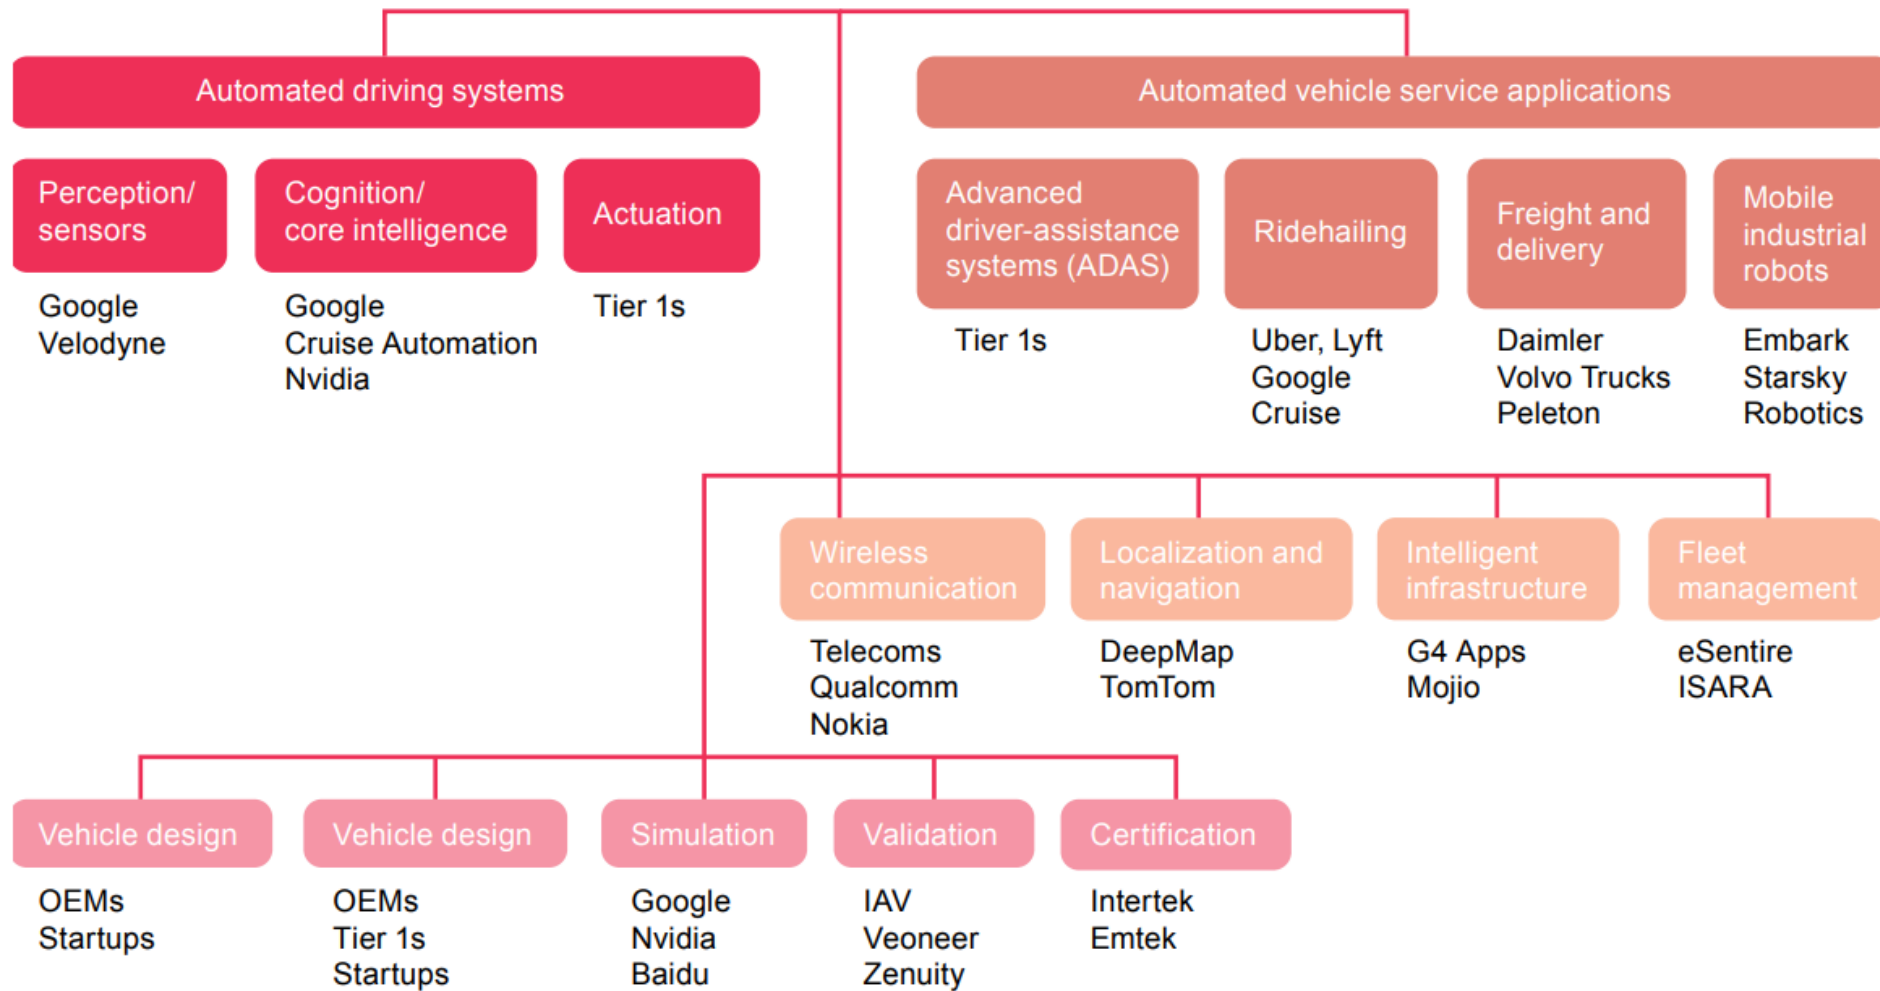 Automated driving systems
Automated vehicle service applications
Perception/
sensors
Google
Velodyne
Cognition/
core intelligence
Google
Cruise Automation
Nvidia
Actuation
Tier 1s
Advanced
driver-assistance
systems (ADAS)
Tier 1s
Ridehailing
Uber, Lyft
Google
Cruise
Freight and
delivery
Daimler
Volvo Trucks
Peleton
Mobile
industrial
robots
Embark
Starsky
Robotics
Wireless
communication
Telecoms
Qualcomm
Nokia
Localization and
navigation
DeepMap
TomTom
Intelligent
infrastructure
G4 Apps
Mojio
Fleet
management
eSentire
ISARA
Vehicle design
OEMs
Startups
Vehicle design
OEMs
Tier 1s
Startups
Simulation
Google
Nvidia
Baidu
Validation
IAV
Veoneer
Zenuity
Certification
Intertek
Emtek